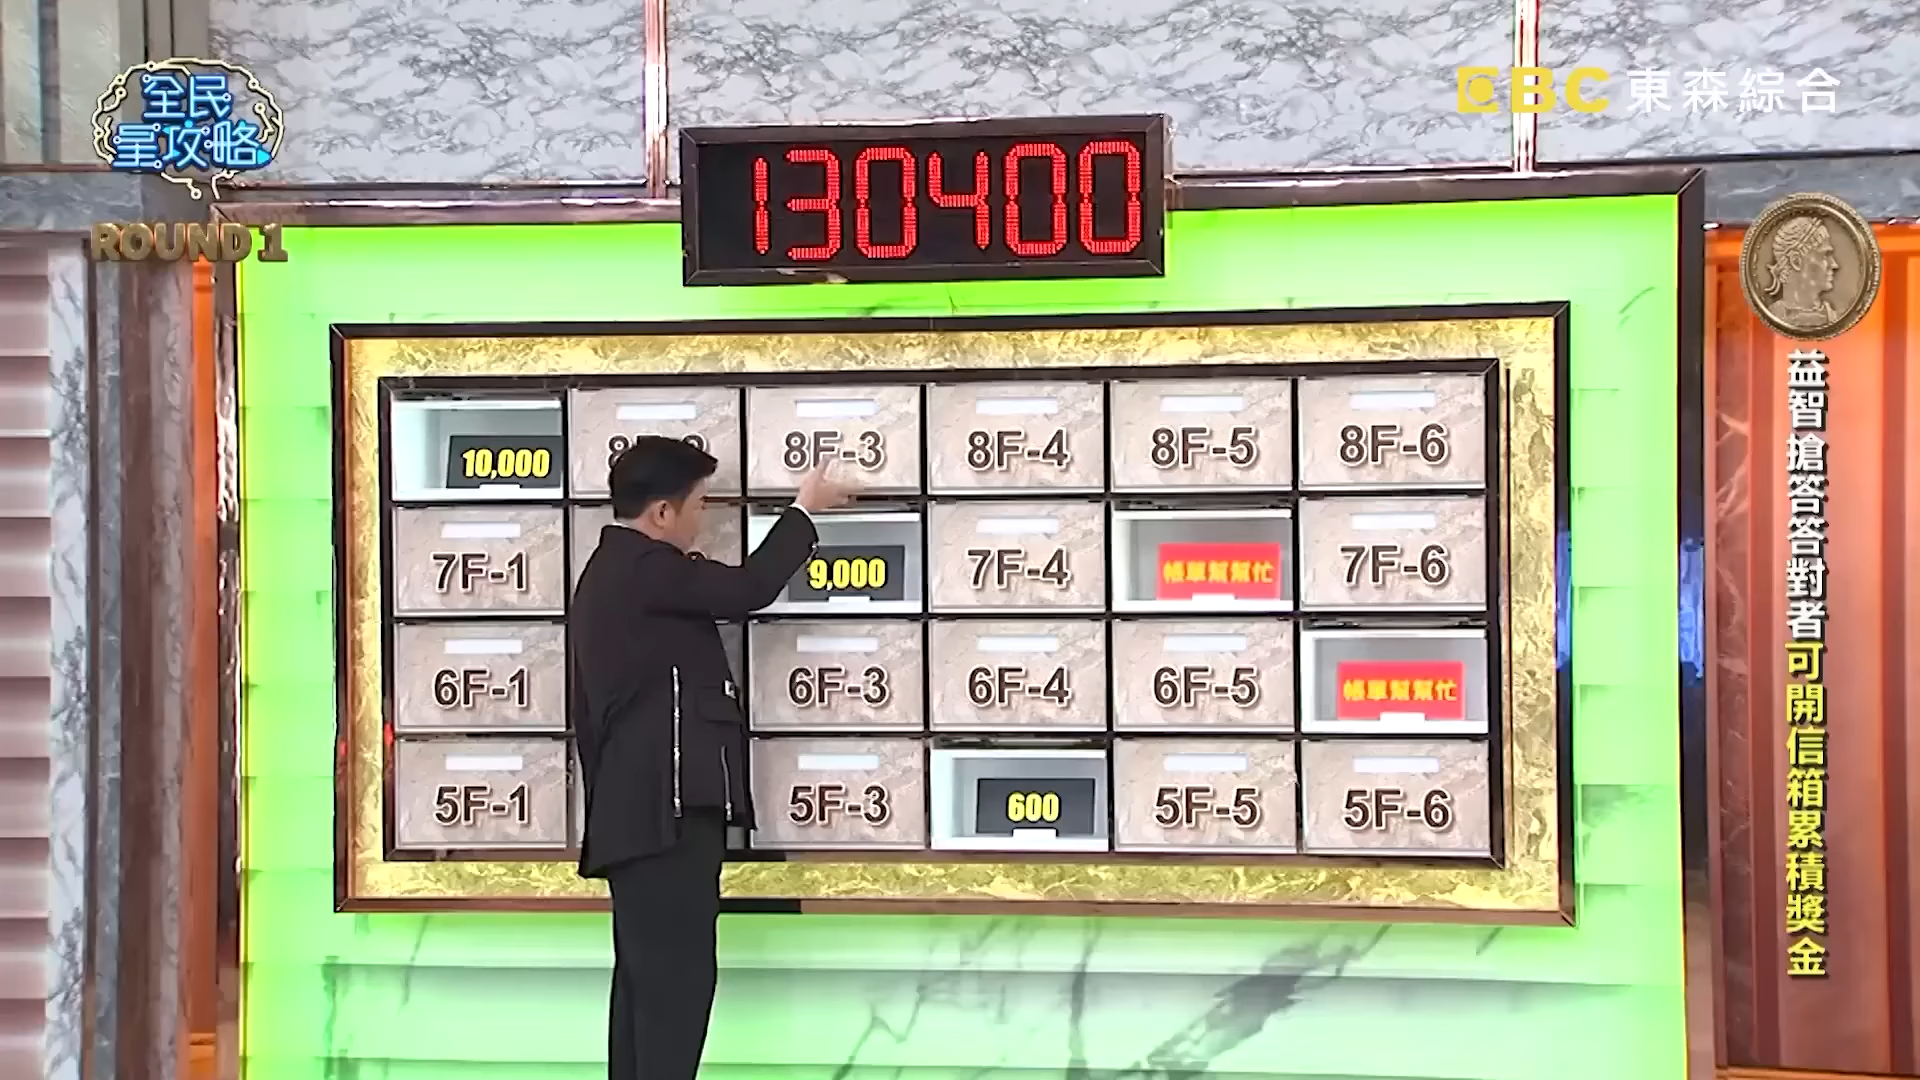 全民
星攻略
ROUND 1
EBC 東森綜合
130400
10,000
8F-3
8F-4
8F-5
8F-6
7F-1
9,000
7F-4
帳單幫幫忙
7F-6
6F-1
6F-3
6F-4
6F-5
帳單幫幫忙
5F-1
5F-3
600
5F-5
5F-6
益智搶答答對者可開信箱累積獎金